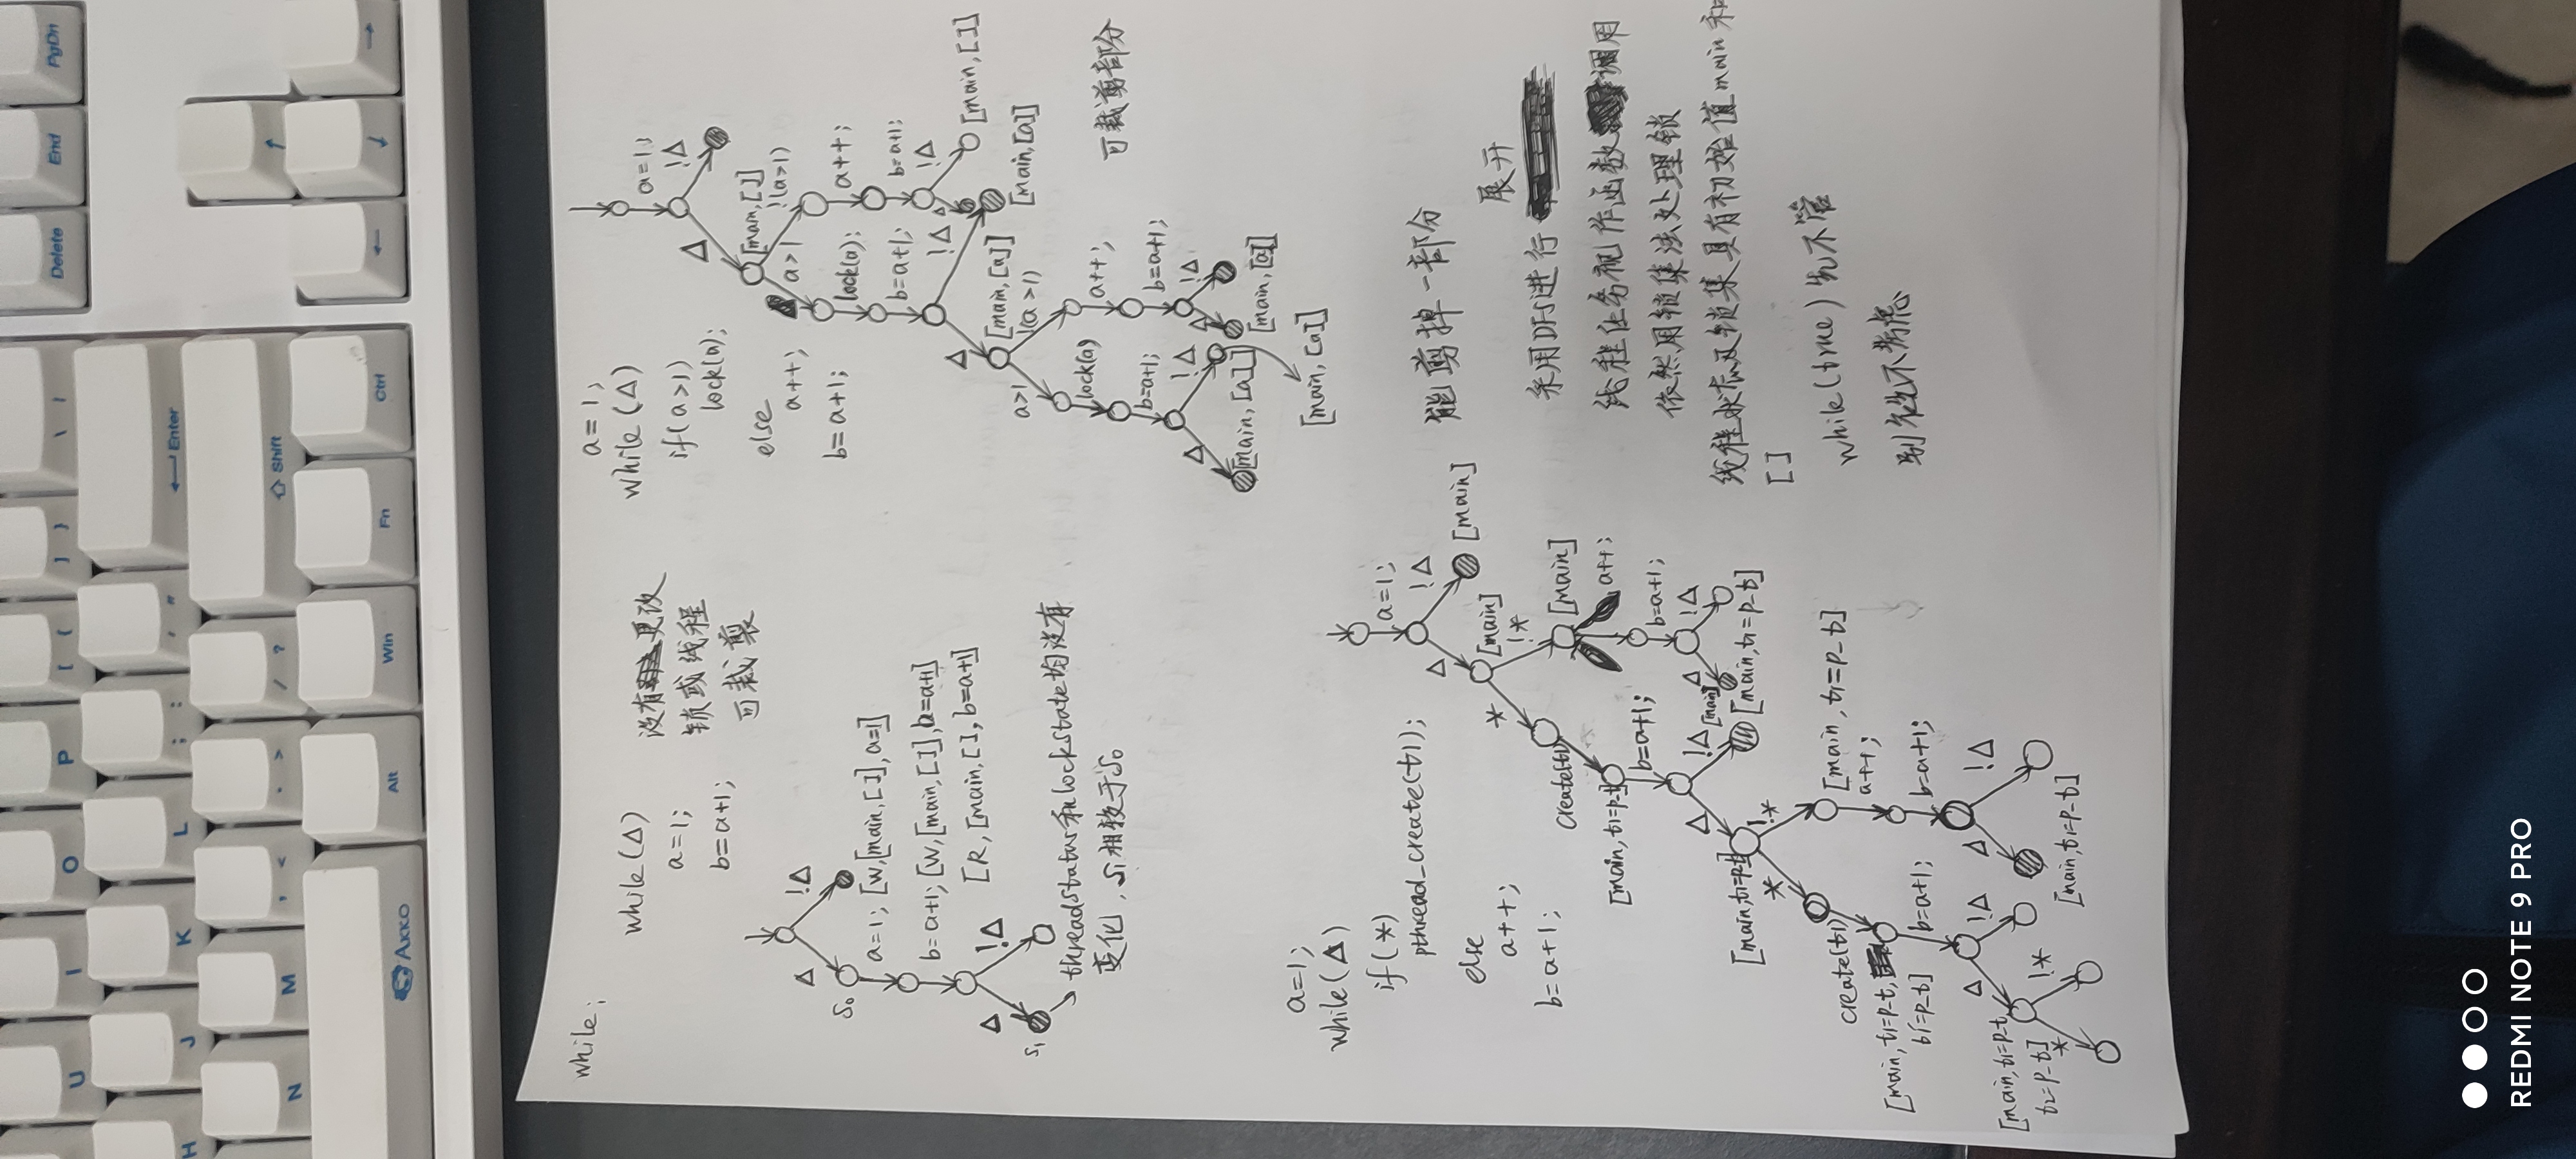 U I O P [ { ] } \ | Delete End PgDn
H J K L ; : ' " Enter
N M , < . > / ? Shift
AKKO Alt Win Fn Ctrl
while;
while(Δ)
a=1;
b=a+1;
没有更改
锁或线程
可裁剪
Δ !Δ
S₀
a=1; [W,[main,[]],a=1]
b=a+1; [W,[main,[]],b=a+1]
[R,[main,[],b=a+1]
Δ !Δ
S₁
threadstatus和lockstate均没有
变化,S₁相较于S₀
a=1;
while(Δ)
if(a>1)
lock(a);
else
a++;
b=a+1;
a=1;
Δ !Δ
[main,[]]
a>1 !(a>1)
lock(a); a++;
b=a+1; b=a+1;
Δ !Δ Δ !Δ
[main,[]]
[main,[a]] [main,[a]]
a>1 !(a>1)
lock(a) a++;
b=a+1; b=a+1;
Δ !Δ Δ !Δ
[main,[a]] [main,[a]]
[main,[a]]
可裁剪部分
a=1;
while(Δ)
if(*)
pthread_create(t1);
else
a++;
b=a+1;
a=1;
Δ !Δ
[main] [main]
* !*
create(t1) [main]
a++;
[main,t1=p_t]
b=a+1; b=a+1;
Δ !Δ [main] Δ !Δ
[main,t1=p_t] [main,t1=p_t]
* !*
create(t1) [main,t1=p_t]
a++;
[main,t1=p_t,
=p_t] b=a+1; b=a+1;
Δ !Δ Δ !Δ
[main,t1=p_t
t2=p_t] * !*
[main,t1=p_t]
能剪掉一部分
展开
采用DFS进行
线程任务视作函数调用
依然用锁集法处理锁
线程状态及锁集具有初始值main和
[]
while(true)先不管
别名先不考虑
REDMI NOTE 9 PRO